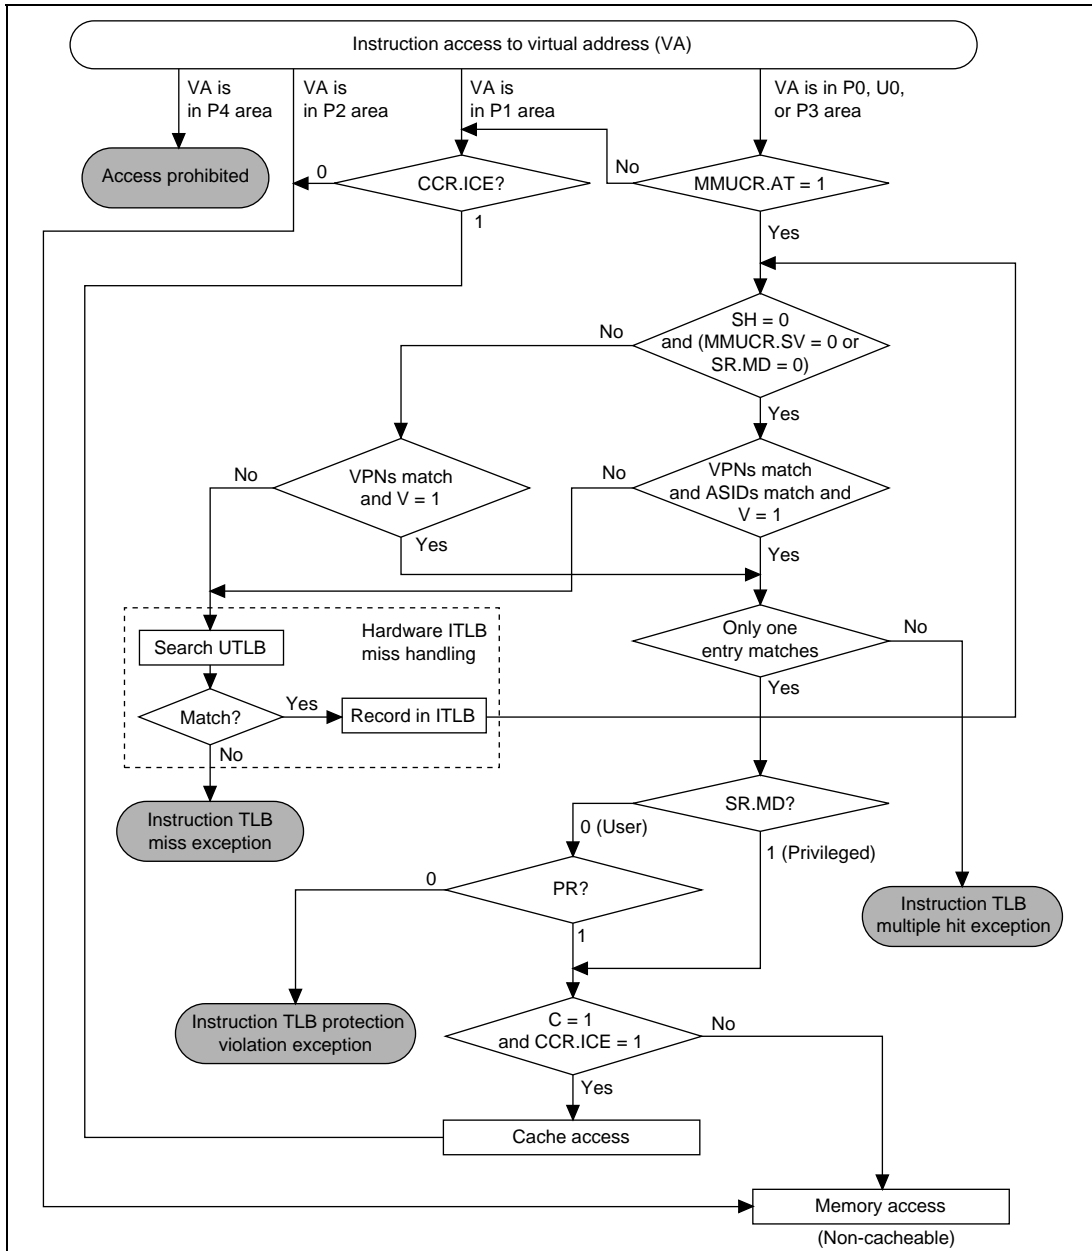 Instruction access to virtual address (VA)
VA is
in P4 area
VA is
in P2 area
VA is
in P1 area
VA is in P0, U0,
or P3 area
Access prohibited
0
CCR.ICE?
1
No
MMUCR.AT = 1
Yes
No
SH = 0
and (MMUCR.SV = 0 or
SR.MD = 0)
Yes
No
VPNs match
and V = 1
Yes
No
VPNs match
and ASIDs match and
V = 1
Yes
Hardware ITLB
miss handling
Search UTLB
Match?
Yes
Record in ITLB
No
Only one
entry matches
No
Yes
Instruction TLB
miss exception
SR.MD?
0 (User)
1 (Privileged)
0
PR?
1
Instruction TLB
multiple hit exception
Instruction TLB protection
violation exception
C = 1
and CCR.ICE = 1
No
Yes
Cache access
Memory access
(Non-cacheable)